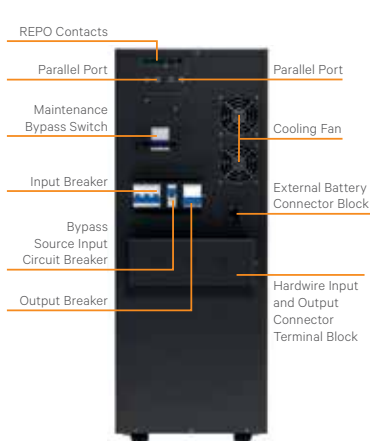 REPO Contacts
Parallel Port
Maintenance
Bypass Switch
Input Breaker
Bypass
Source Input
Circuit Breaker
Output Breaker
Parallel Port
Cooling Fan
External Battery
Connector Block
Hardwire Input
and Output
Connector
Terminal Block